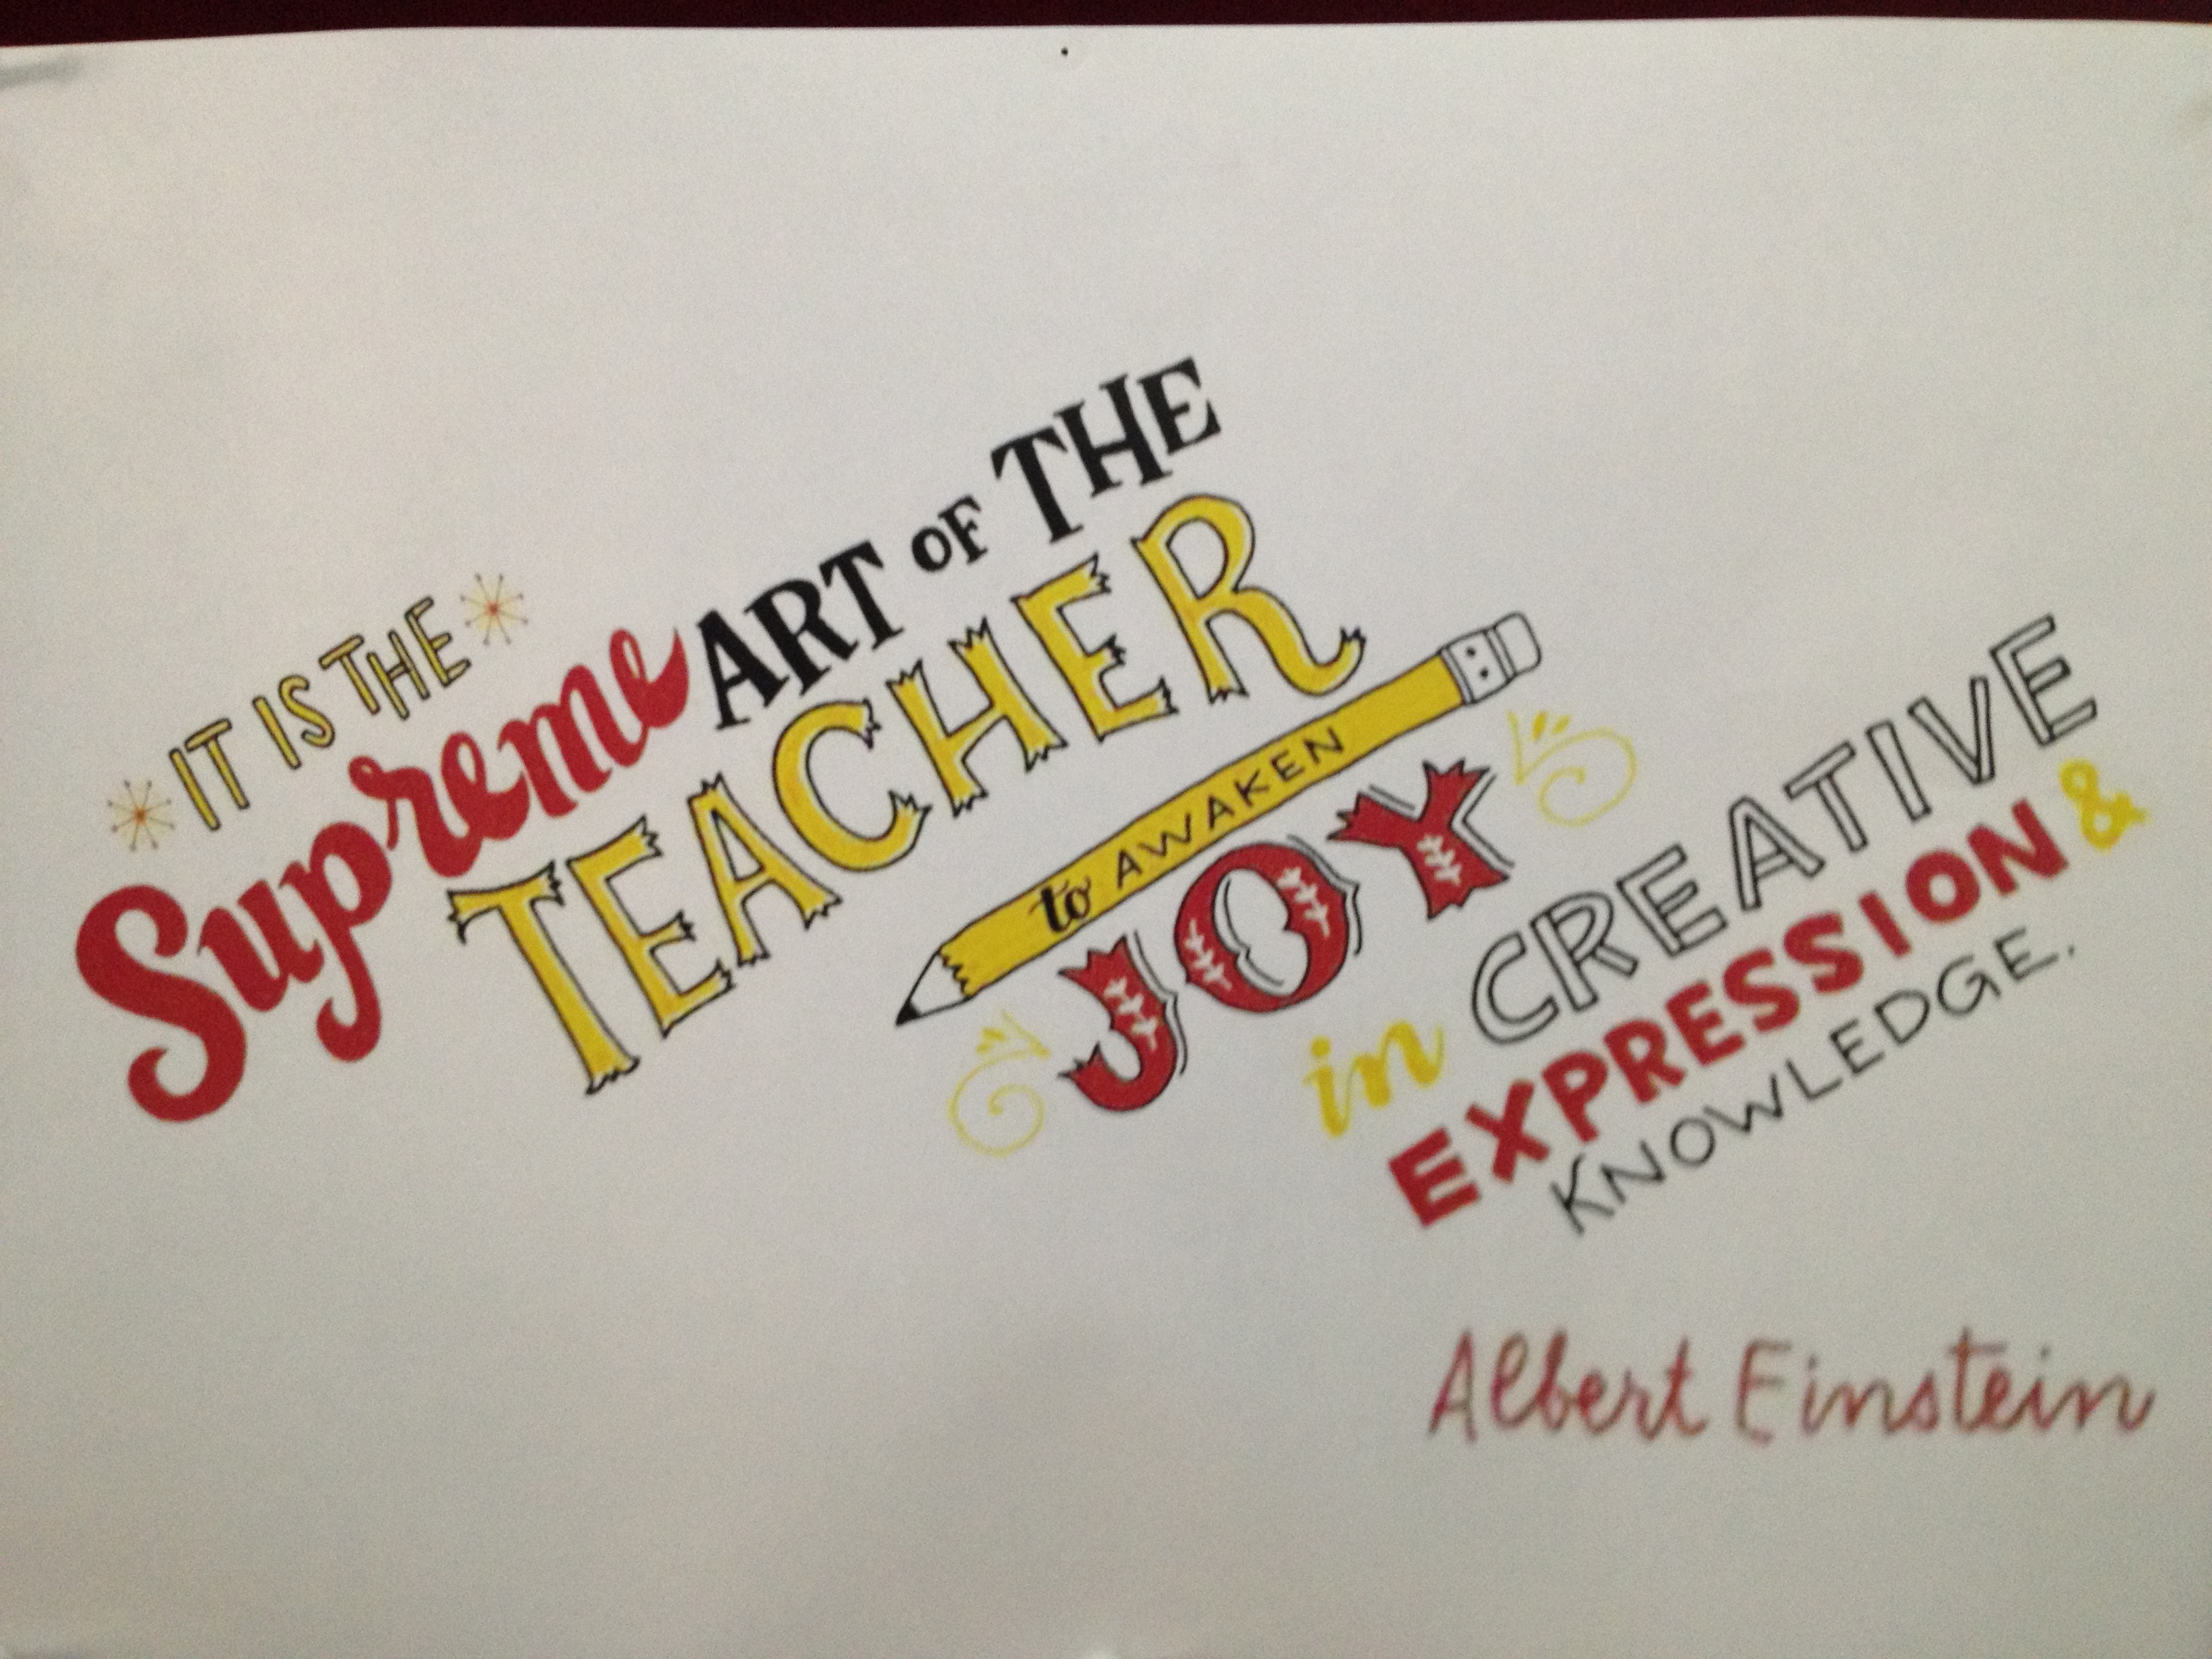 IT IS THE
Supreme ART OF THE
TEACHER
to AWAKEN
JOY
in CREATIVE
EXPRESSION &
KNOWLEDGE.
Albert Einstein